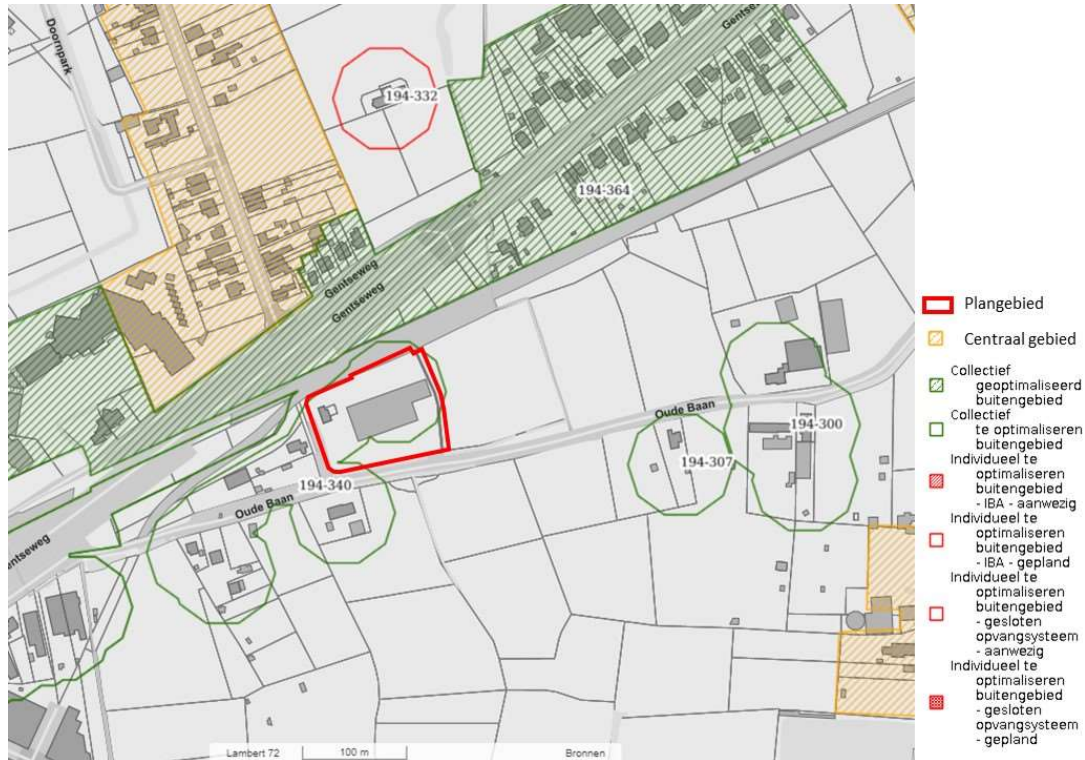 Doornpark
Gentseweg
194-332
194-364
Gentseweg
Gentseweg
Oude Baan
194-300
194-307
194-340
Oude Baan
Gentseweg
Lambert 72
100 m
Bronnen
Plangebied
Centraal gebied
Collectief
geoptimaliseerd
buitengebied
Collectief
te optimaliseren
buitengebied
Individueel te
optimaliseren
buitengebied
- IBA - aanwezig
Individueel te
optimaliseren
buitengebied
- IBA - gepland
Individueel te
optimaliseren
buitengebied
- gesloten
opvangsysteem
- aanwezig
Individueel te
optimaliseren
buitengebied
- gesloten
opvangsysteem
- gepland